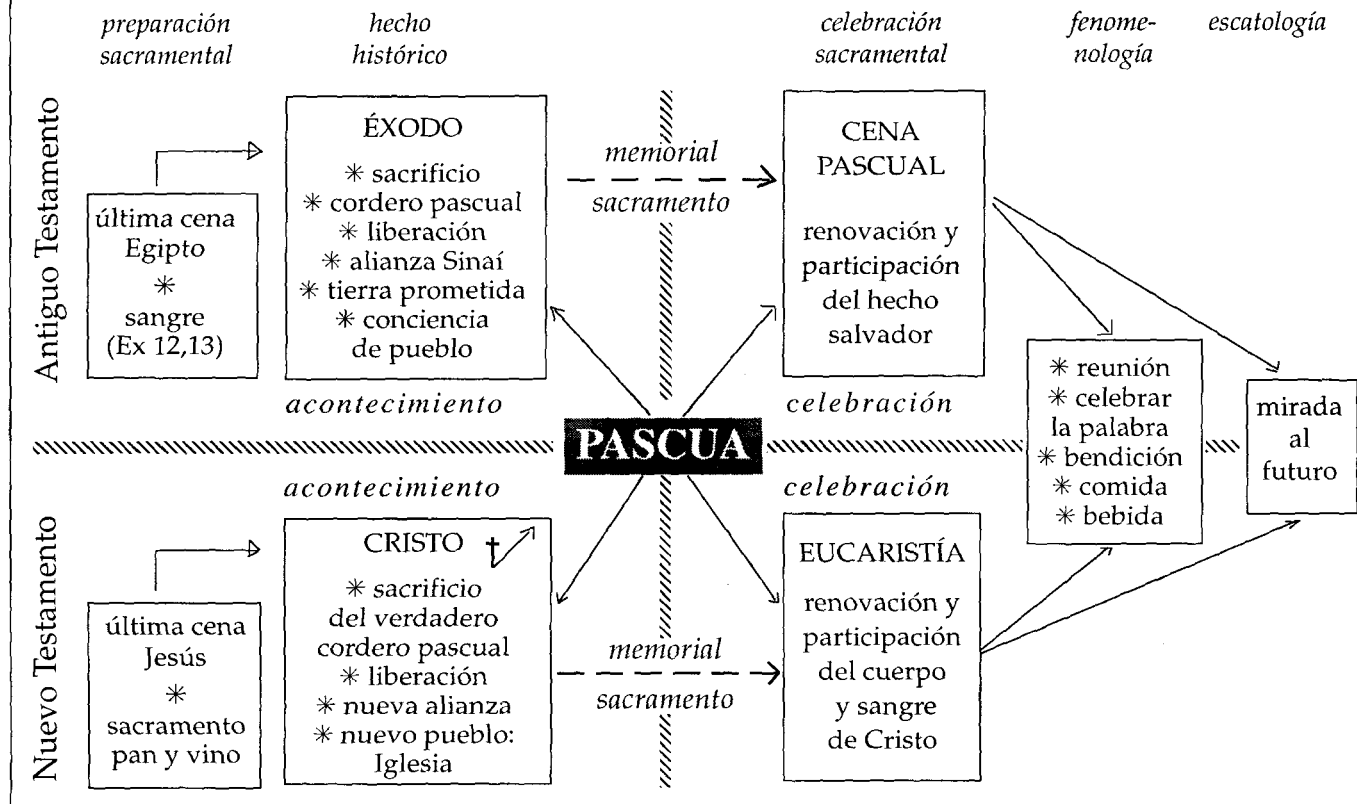 preparación
sacramental
hecho
histórico
celebración
sacramental
fenome-
nología
escatología
Antiguo Testamento
última cena
Egipto
*
sangre
(Ex 12,13)
ÉXODO
* sacrificio
* cordero pascual
* liberación
* alianza Sinaí
* tierra prometida
* conciencia
de pueblo
acontecimiento
memorial
sacramento
CENA
PASCUAL
renovación y
participación
del hecho
salvador
celebración
PASCUA
* reunión
* celebrar
la palabra
* bendición
* comida
* bebida
mirada
al
futuro
Nuevo Testamento
última cena
Jesús
*
sacramento
pan y vino
acontecimiento
CRISTO
* sacrificio
del verdadero
cordero pascual
* liberación
* nueva alianza
* nuevo pueblo:
Iglesia
memorial
sacramento
celebración
EUCARISTÍA
renovación y
participación
del cuerpo
y sangre
de Cristo